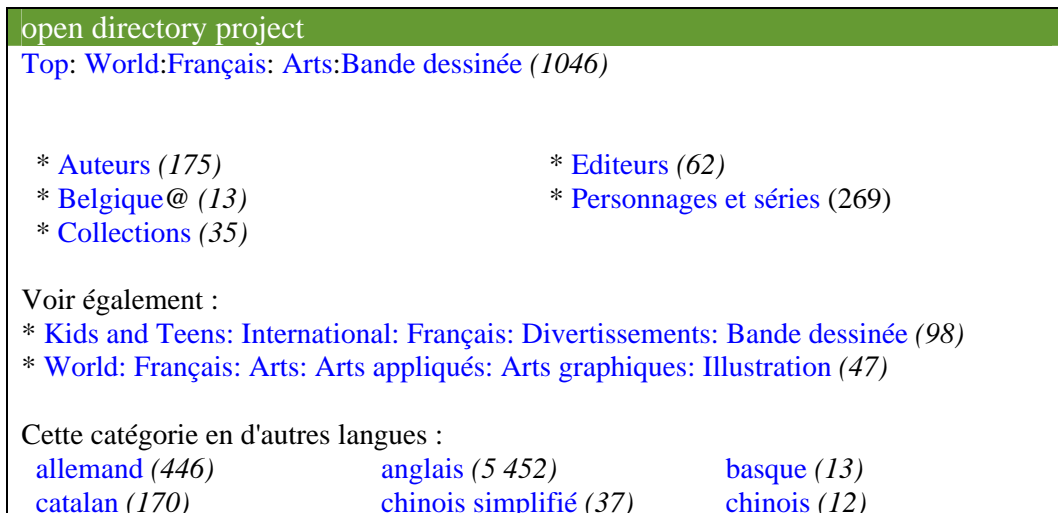 open directory project
Top: World:Français: Arts:Bande dessinée (1046)
* Auteurs (175) * Editeurs (62)
* Belgique@ (13) * Personnages et séries (269)
* Collections (35)
Voir également :
* Kids and Teens: International: Français: Divertissements: Bande dessinée (98)
* World: Français: Arts: Arts appliqués: Arts graphiques: Illustration (47)
Cette catégorie en d'autres langues :
allemand (446) anglais (5 452) basque (13)
catalan (170) chinois simplifié (37) chinois (12)